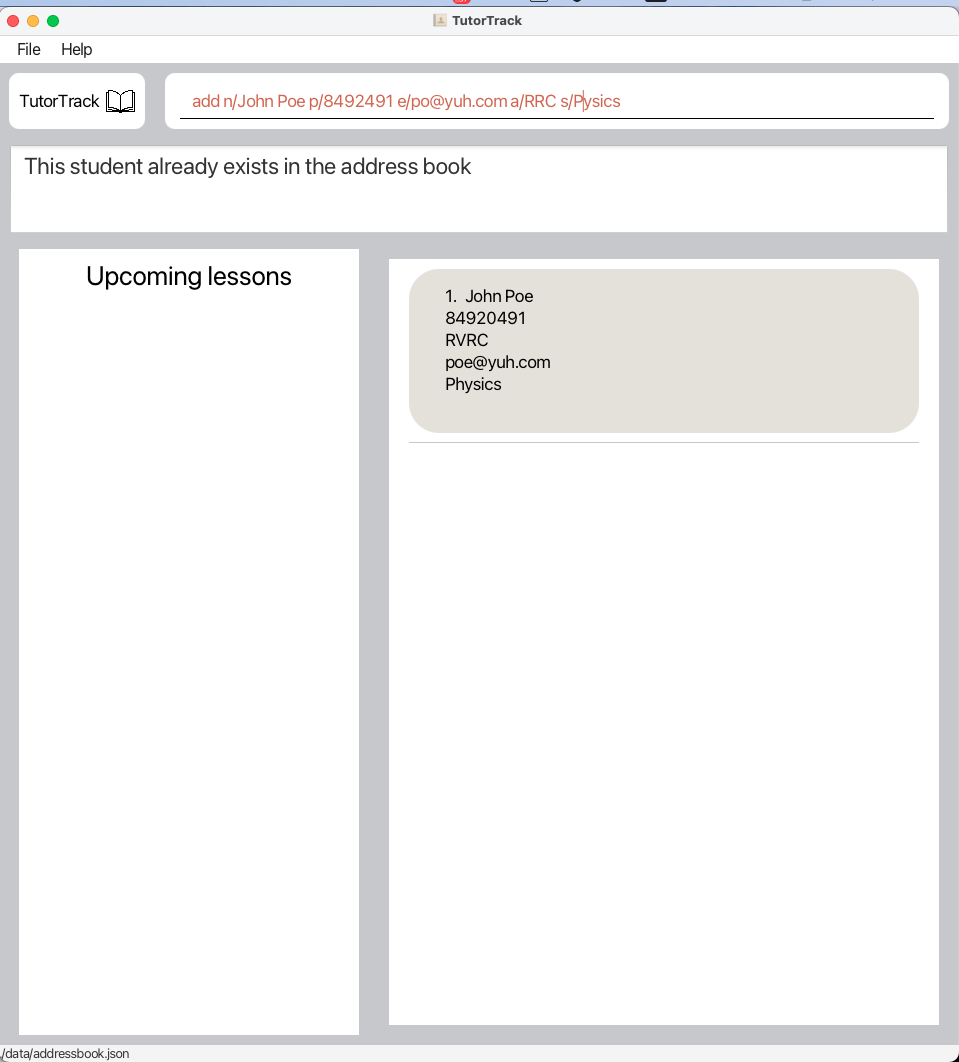 TutorTrack
File Help
TutorTrack
add n/John Poe p/8492491 e/po@yuh.com a/RRC s/Pysics
This student already exists in the address book
Upcoming lessons
1. John Poe
84920491
RVRC
poe@yuh.com
Physics
/data/addressbook.json